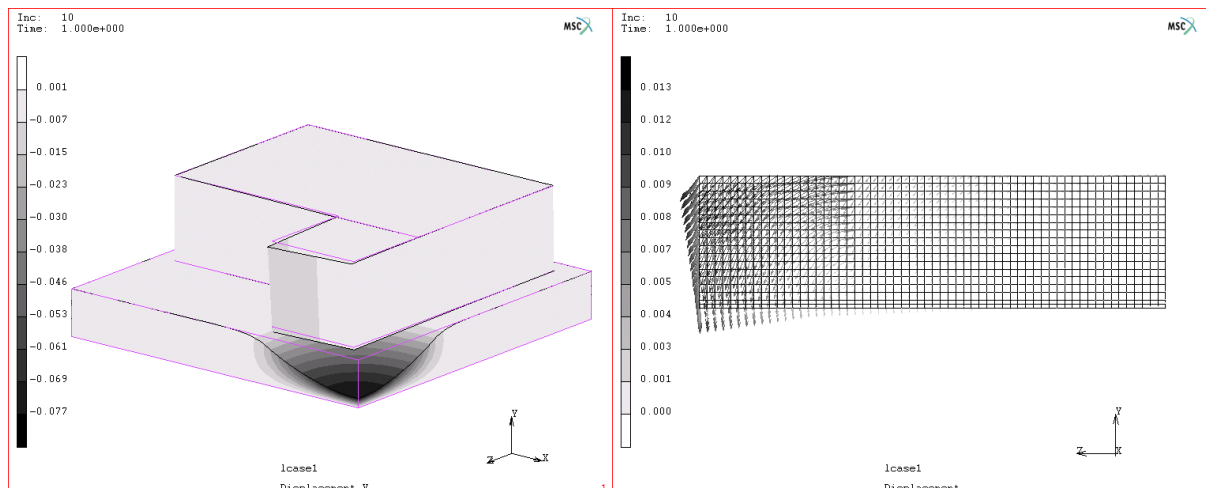 Inc: 10
Time: 1.000e+000
MSC
0.001
-0.007
-0.015
-0.023
-0.030
-0.038
-0.046
-0.053
-0.061
-0.069
-0.077
Y
Z
X
lcase1
Displacement Y
1
Inc: 10
Time: 1.000e+000
MSC
0.013
0.012
0.010
0.009
0.008
0.007
0.005
0.004
0.003
0.001
0.000
Y
Z
X
lcase1
Displacement